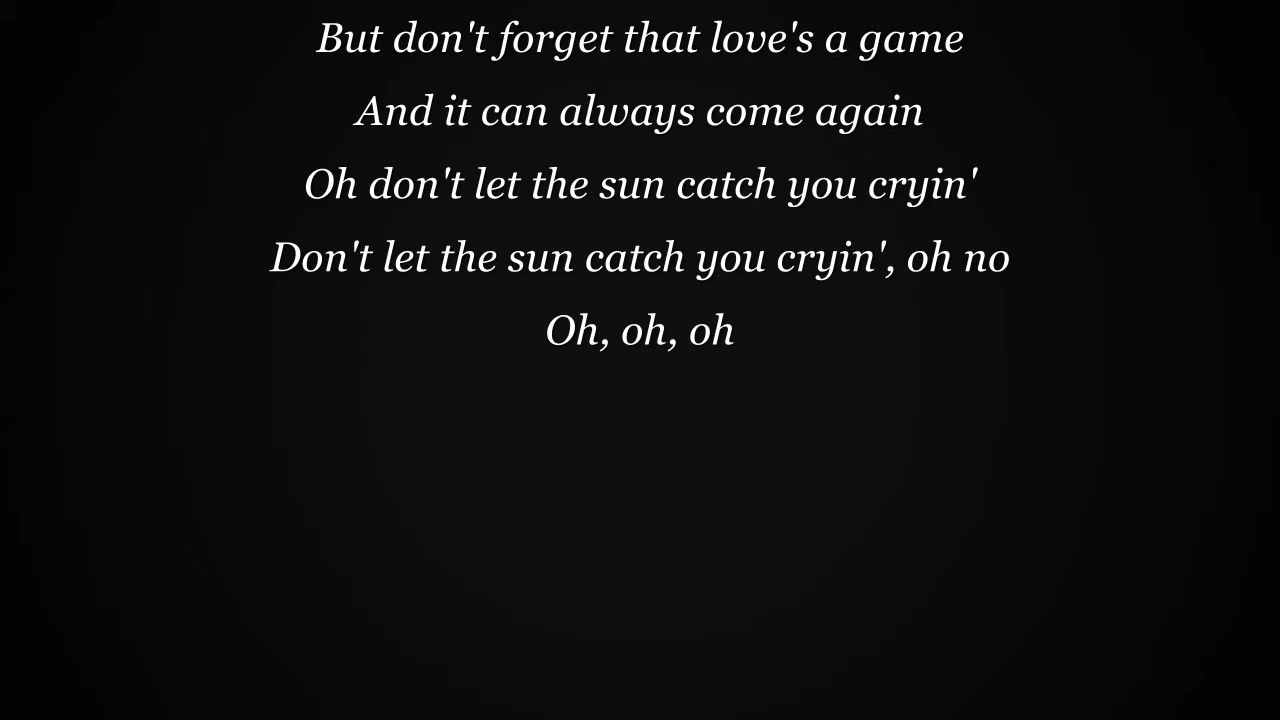 But don't forget that love's a game
And it can always come again
Oh don't let the sun catch you cryin'
Don't let the sun catch you cryin', oh no
Oh, oh, oh